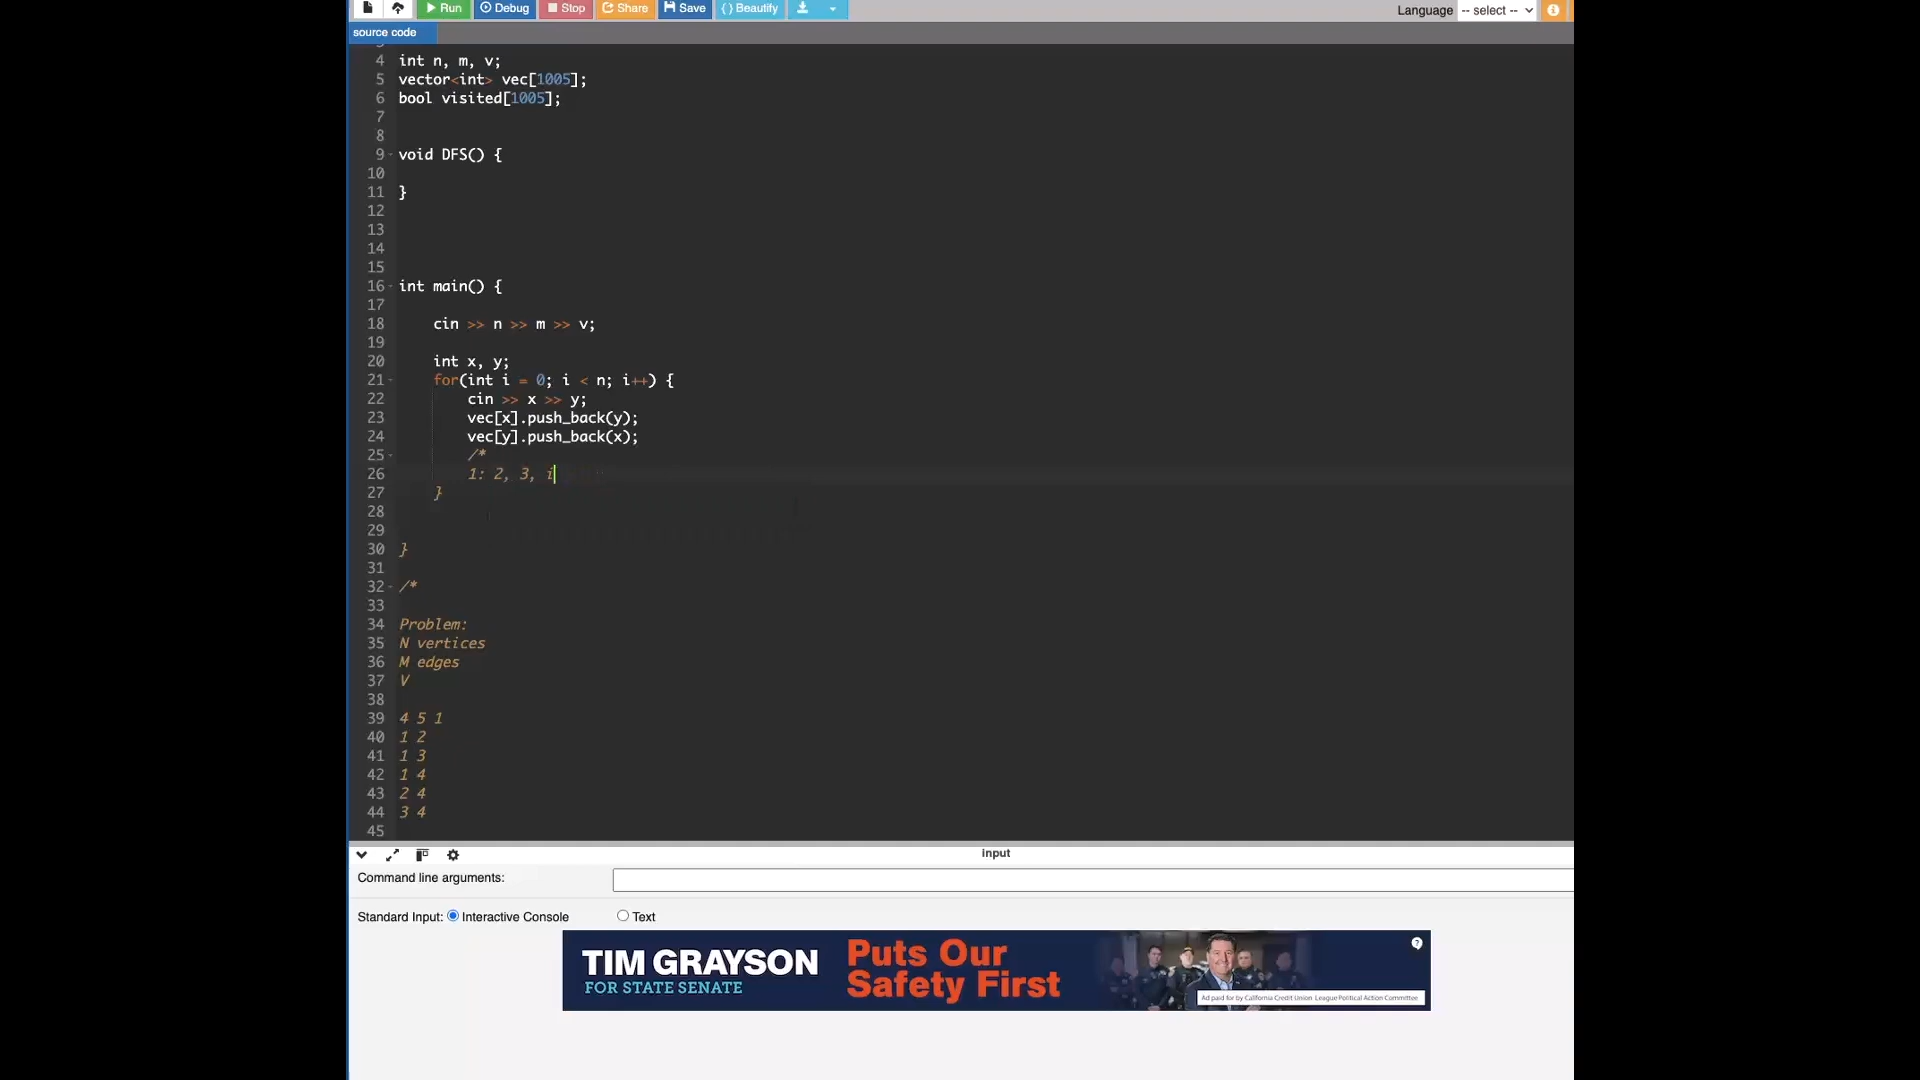 Run Debug Stop Share Save {} Beautify Language -- select --
source code
4 int n, m, v;
5 vector<int> vec[1005];
6 bool visited[1005];
7
8
9 void DFS() {
10
11 }
12
13
14
15
16 int main() {
17
18 cin >> n >> m >> v;
19
20 int x, y;
21 for(int i = 0; i < n; i++) {
22 cin >> x >> y;
23 vec[x].push_back(y);
24 vec[y].push_back(x);
25 /*
26 1: 2, 3, i
27 }
28
29
30 }
31
32 /*
33
34 Problem:
35 N vertices
36 M edges
37 V
38
39 4 5 1
40 1 2
41 1 3
42 1 4
43 2 4
44 3 4
45
input
Command line arguments:
Standard Input: Interactive Console Text
TIM GRAYSON
FOR STATE SENATE
Puts Our
Safety First
Ad paid for by California Credit Union League Political Action Committee